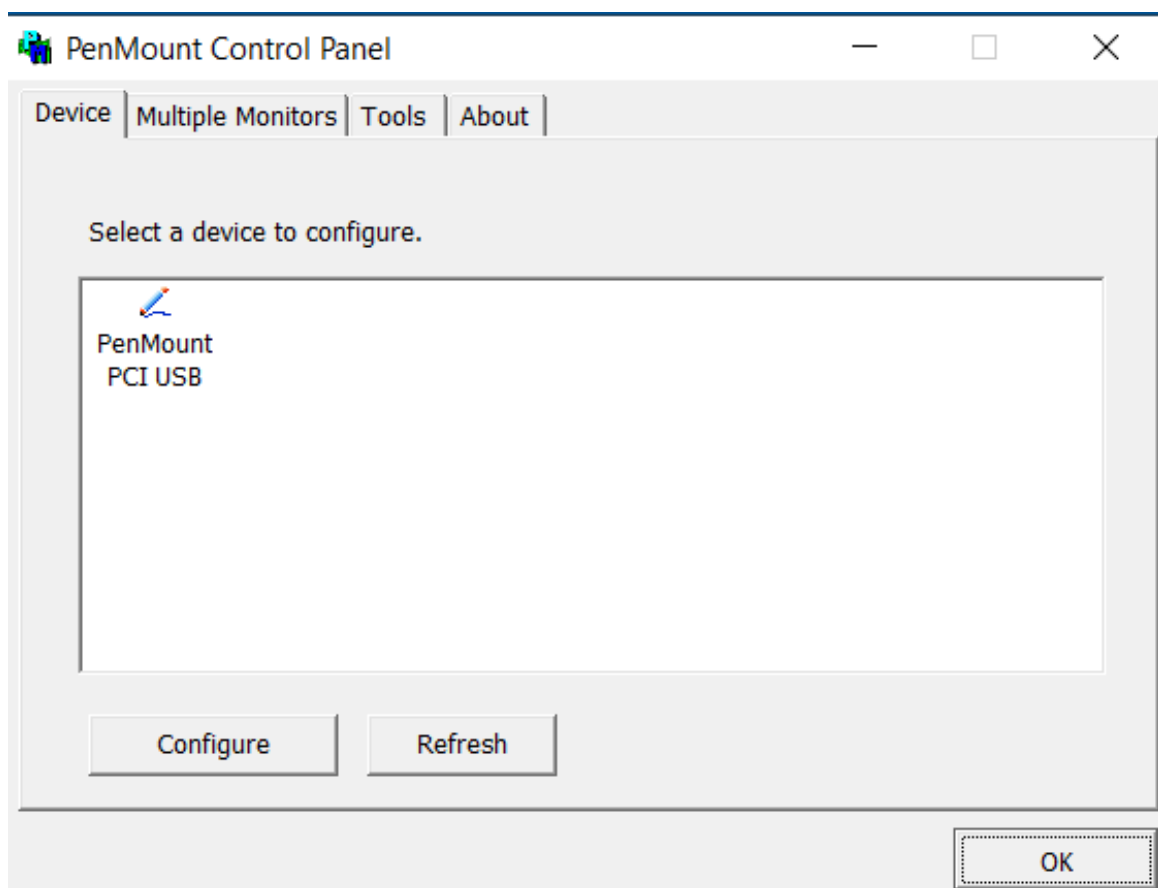 PenMount Control Panel
Device Multiple Monitors Tools About
Select a device to configure.
PenMount
PCI USB
Configure Refresh
OK